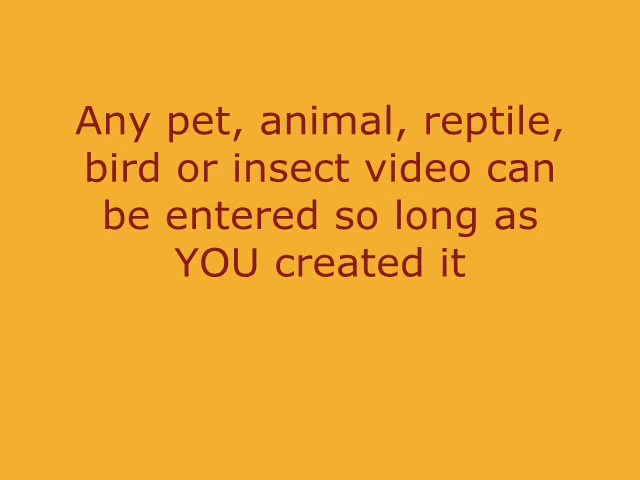 Any pet, animal, reptile,
bird or insect video can
be entered so long as
YOU created it